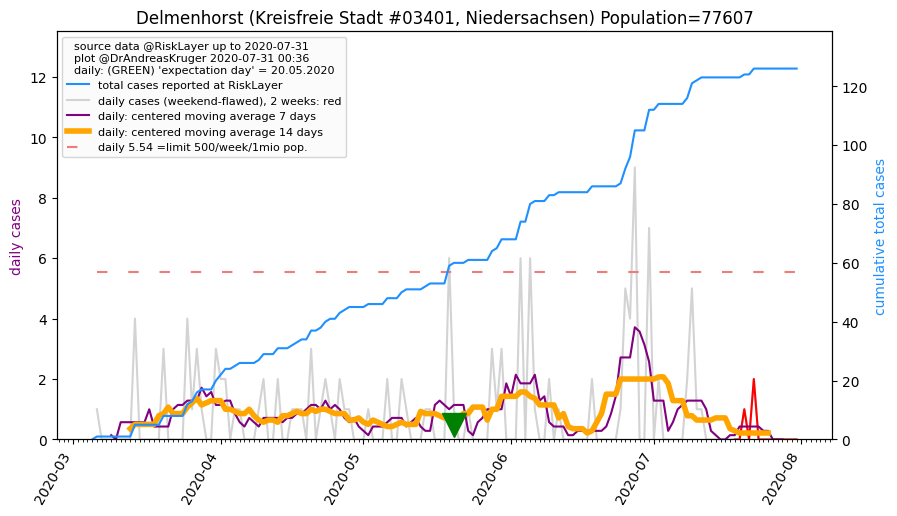 Delmenhorst (Kreisfreie Stadt #03401, Niedersachsen) Population=77607
source data @RiskLayer up to 2020-07-31
plot @DrAndreasKruger 2020-07-31 00:36
daily: (GREEN) 'expectation day' = 20.05.2020
total cases reported at RiskLayer
daily cases (weekend-flawed), 2 weeks: red
daily: centered moving average 7 days
daily: centered moving average 14 days
daily 5.54 =limit 500/week/1mio pop.
daily cases
12
10
8
6
4
2
0
cumulative total cases
120
100
80
60
40
20
0
2020-03
2020-04
2020-05
2020-06
2020-07
2020-08